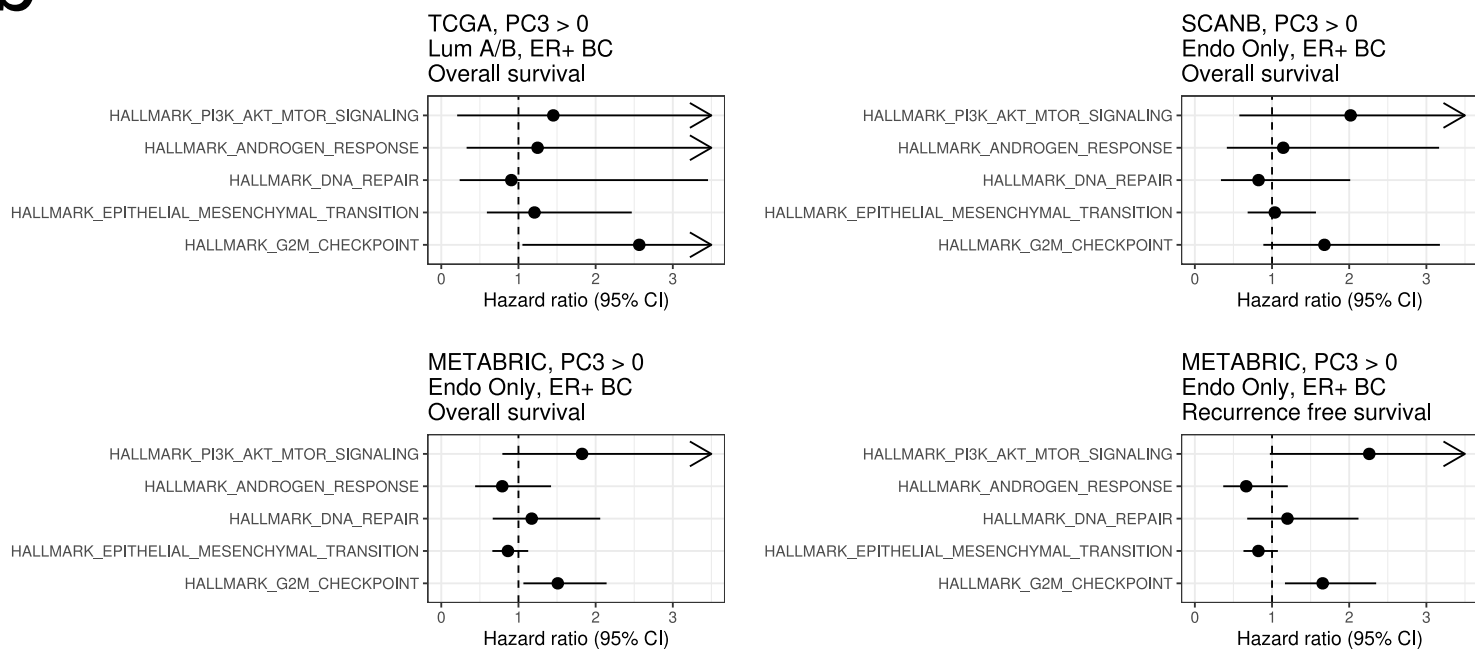 b
TCGA, PC3 > 0
Lum A/B, ER+ BC
Overall survival
HALLMARK_PI3K_AKT_MTOR_SIGNALING
HALLMARK_ANDROGEN_RESPONSE
HALLMARK_DNA_REPAIR
HALLMARK_EPITHELIAL_MESENCHYMAL_TRANSITION
HALLMARK_G2M_CHECKPOINT
0 1 2 3
Hazard ratio (95% CI)
SCANB, PC3 > 0
Endo Only, ER+ BC
Overall survival
HALLMARK_PI3K_AKT_MTOR_SIGNALING
HALLMARK_ANDROGEN_RESPONSE
HALLMARK_DNA_REPAIR
HALLMARK_EPITHELIAL_MESENCHYMAL_TRANSITION
HALLMARK_G2M_CHECKPOINT
0 1 2 3
Hazard ratio (95% CI)
METABRIC, PC3 > 0
Endo Only, ER+ BC
Overall survival
HALLMARK_PI3K_AKT_MTOR_SIGNALING
HALLMARK_ANDROGEN_RESPONSE
HALLMARK_DNA_REPAIR
HALLMARK_EPITHELIAL_MESENCHYMAL_TRANSITION
HALLMARK_G2M_CHECKPOINT
0 1 2 3
Hazard ratio (95% CI)
METABRIC, PC3 > 0
Endo Only, ER+ BC
Recurrence free survival
HALLMARK_PI3K_AKT_MTOR_SIGNALING
HALLMARK_ANDROGEN_RESPONSE
HALLMARK_DNA_REPAIR
HALLMARK_EPITHELIAL_MESENCHYMAL_TRANSITION
HALLMARK_G2M_CHECKPOINT
0 1 2 3
Hazard ratio (95% CI)